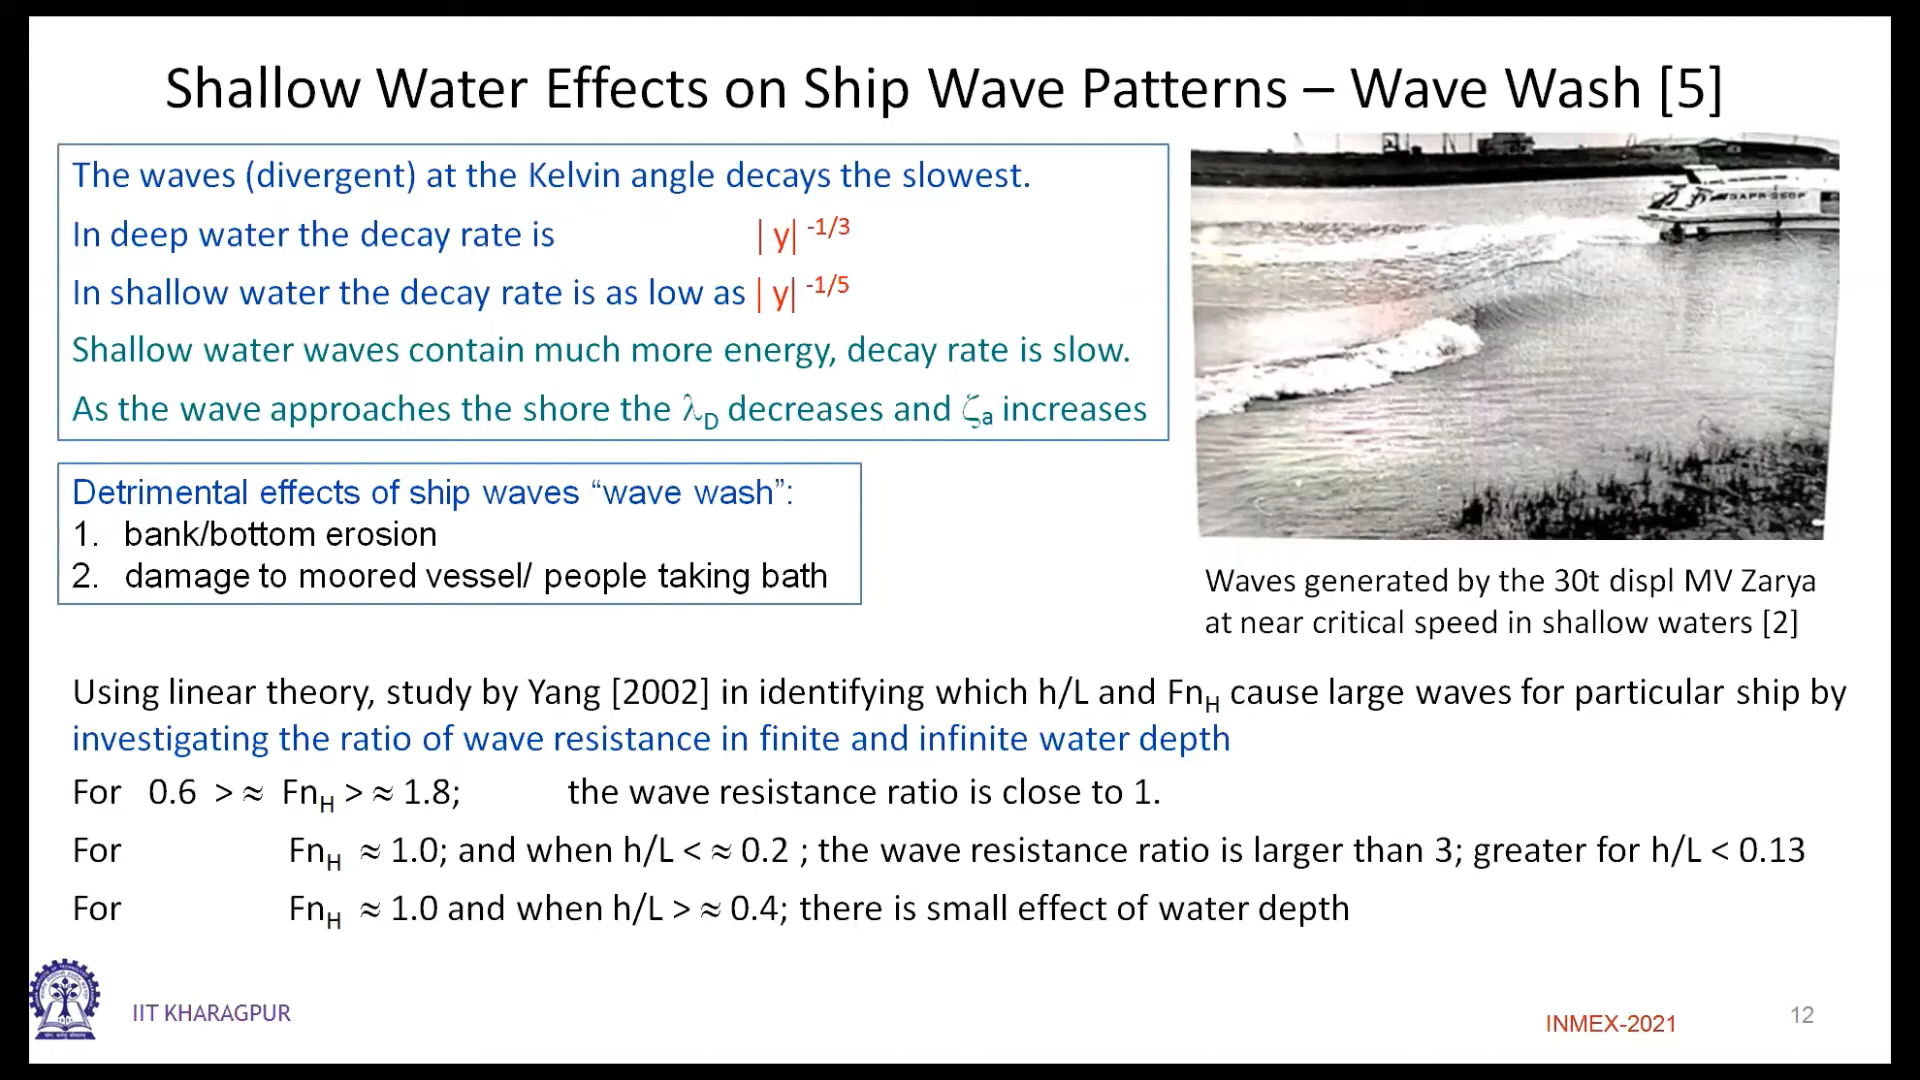 Shallow Water Effects on Ship Wave Patterns – Wave Wash [5]
The waves (divergent) at the Kelvin angle decays the slowest.
In deep water the decay rate is | y| -1/3
In shallow water the decay rate is as low as | y| -1/5
Shallow water waves contain much more energy, decay rate is slow.
As the wave approaches the shore the λD decreases and ζa increases
Detrimental effects of ship waves “wave wash”:
1. bank/bottom erosion
2. damage to moored vessel/ people taking bath
Waves generated by the 30t displ MV Zarya
at near critical speed in shallow waters [2]
Using linear theory, study by Yang [2002] in identifying which h/L and FnH cause large waves for particular ship by
investigating the ratio of wave resistance in finite and infinite water depth
For 0.6 > ≈ FnH > ≈ 1.8; the wave resistance ratio is close to 1.
For FnH ≈ 1.0; and when h/L < ≈ 0.2 ; the wave resistance ratio is larger than 3; greater for h/L < 0.13
For FnH ≈ 1.0 and when h/L > ≈ 0.4; there is small effect of water depth
IIT KHARAGPUR
INMEX-2021
12